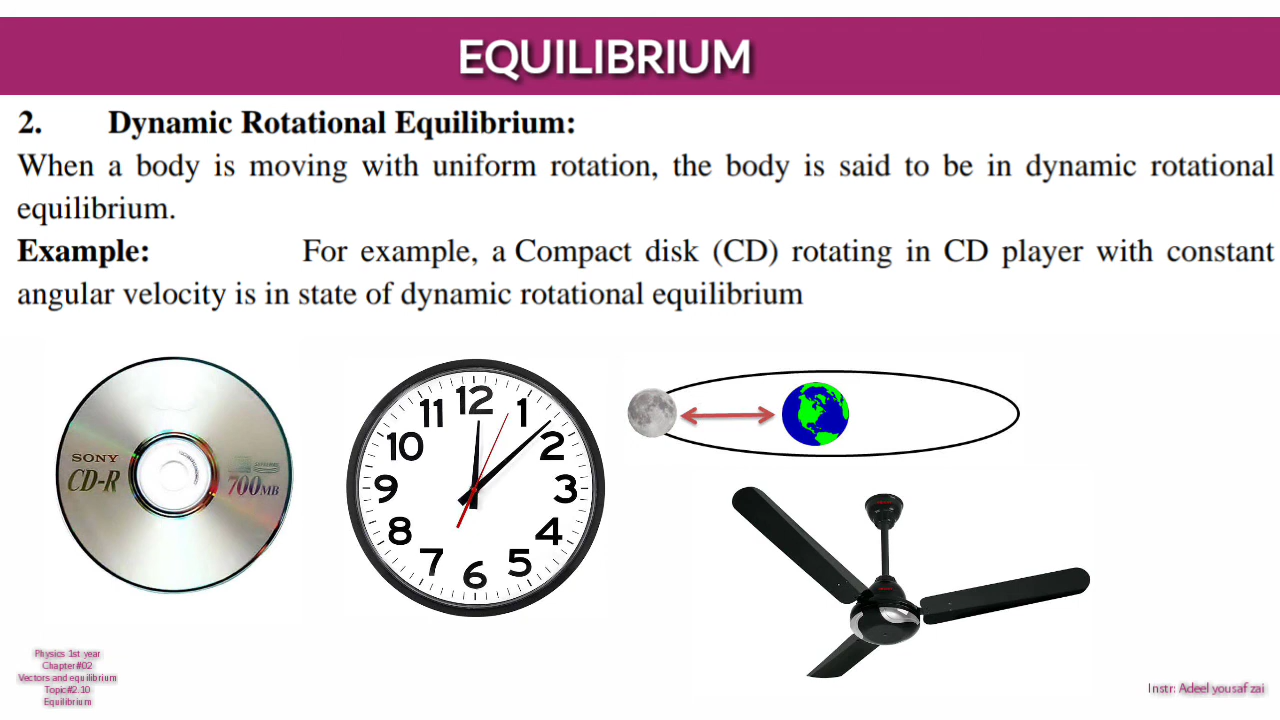 EQUILIBRIUM
2. Dynamic Rotational Equilibrium:
When a body is moving with uniform rotation, the body is said to be in dynamic rotational
equilibrium.
Example: For example, a Compact disk (CD) rotating in CD player with constant
angular velocity is in state of dynamic rotational equilibrium
SONY
CD-R
700MB
12
11 1
10 2
9 3
8 4
7 5
6
Physics 1st year
Chapter#02
Vectors and equilibrium
Topic#2.10
Equilibrium
Instr: Adeel yousaf zai